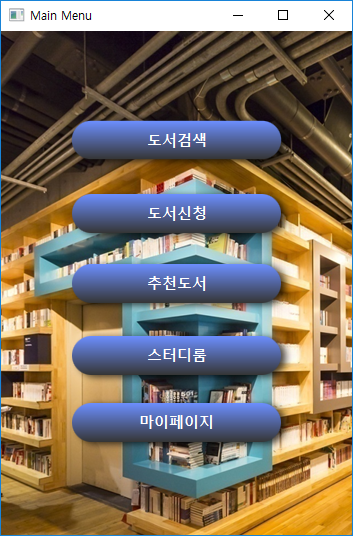 Main Menu
도서검색
도서신청
추천도서
스터디룸
마이페이지